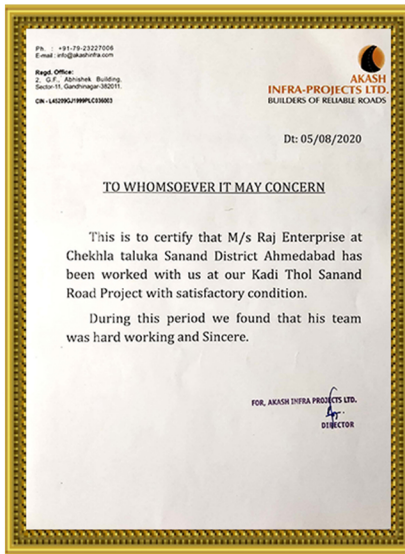 Ph. : +91-79-23227006
E-mail : info@akashinfra.com
Regd. Office:
2, G.F., Abhishek Building,
Sector-11, Gandhinagar-382011.
CIN - L45209GJ1999PLC036003
AKASH
INFRA-PROJECTS LTD.
BUILDERS OF RELIABLE ROADS
Dt: 05/08/2020
TO WHOMSOEVER IT MAY CONCERN
This is to certify that M/s Raj Enterprise at
Chekhla taluka Sanand District Ahmedabad has
been worked with us at our Kadi Thol Sanand
Road Project with satisfactory condition.
During this period we found that his team
was hard working and Sincere.
FOR, AKASH INFRA PROJECTS LTD.
DIRECTOR